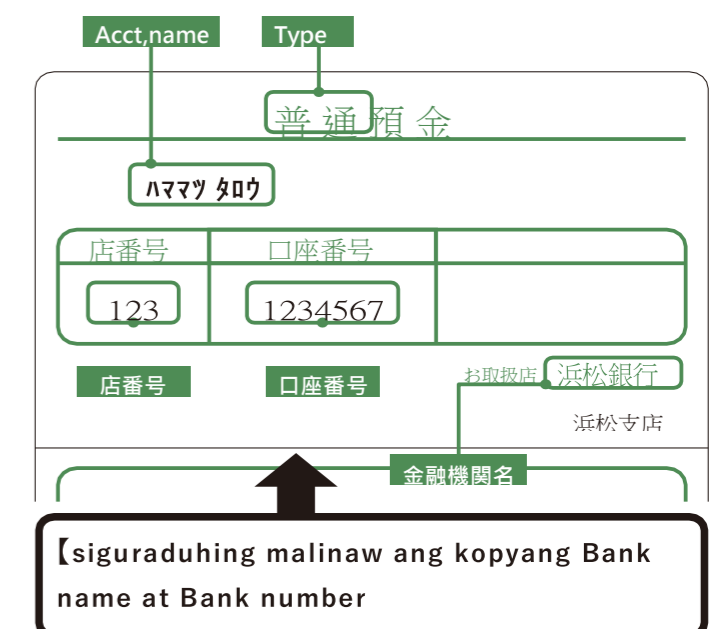 Acct,name Type
普通預金
ﾊﾏﾏﾂ ﾀﾛｳ
店番号 口座番号
123 1234567
店番号 口座番号
お取扱店 浜松銀行
浜松支店
金融機関名
【siguraduhing malinaw ang kopyang Bank
name at Bank number